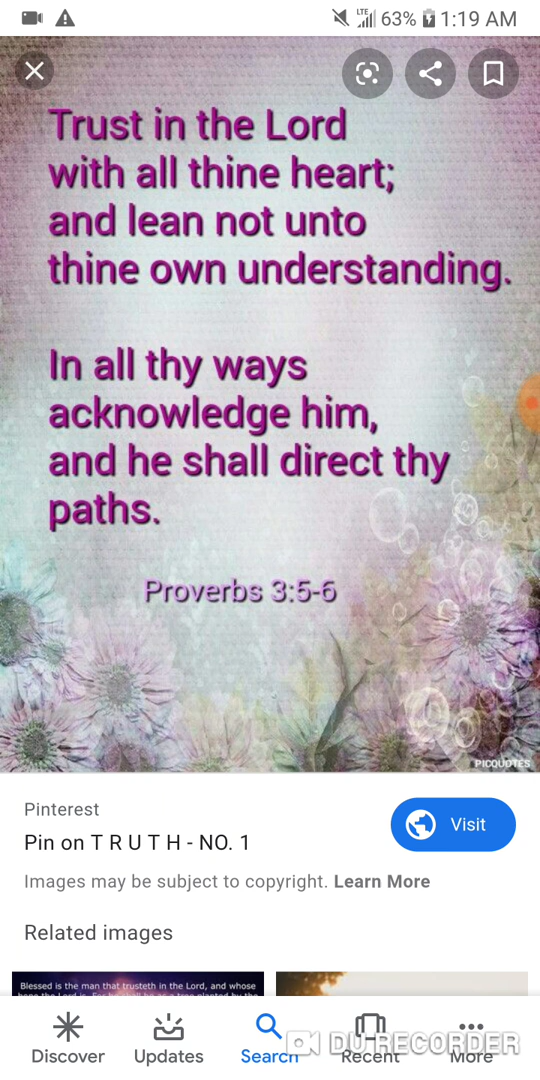 LTE 63% 1:19 AM
Trust in the Lord
with all thine heart;
and lean not unto
thine own understanding.
In all thy ways
acknowledge him,
and he shall direct thy
paths.
Proverbs 3:5-6
PICQUOTES
Pinterest
Pin on T R U T H - NO. 1
Visit
Images may be subject to copyright. Learn More
Related images
Blessed is the man that trusteth in the Lord, and whose
Discover Updates Search Recent More
DU RECORDER